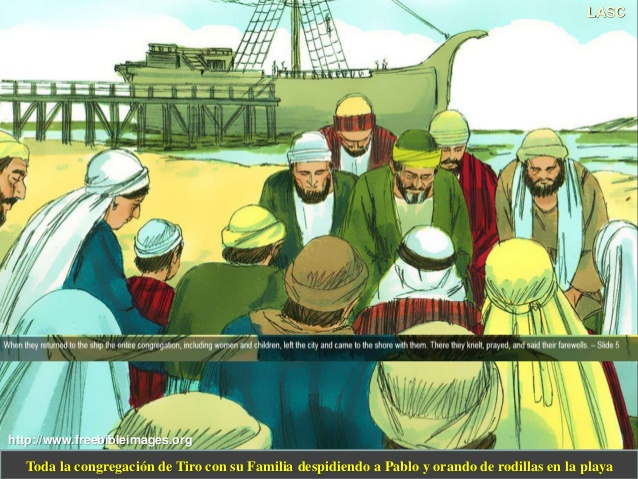 LASC
When they returned to the ship the entire congregation, including women and children, left the city and came to the shore with them. There they knelt, prayed, and said their farewells. – Slide 5
http://www.freebibleimages.org
Toda la congregación de Tiro con su Familia despidiendo a Pablo y orando de rodillas en la playa